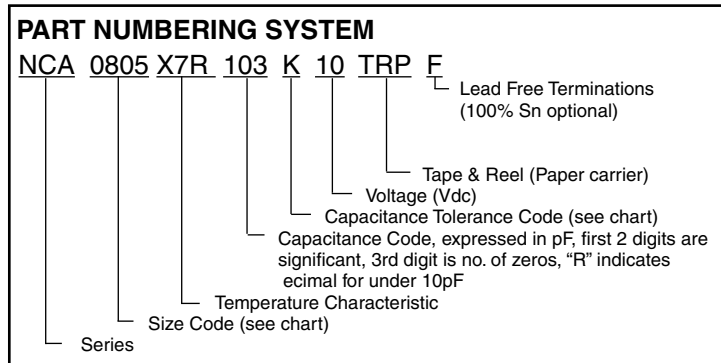 PART NUMBERING SYSTEM
NCA 0805 X7R 103 K 10 TRP F
Lead Free Terminations
(100% Sn optional)
Tape & Reel (Paper carrier)
Voltage (Vdc)
Capacitance Tolerance Code (see chart)
Capacitance Code, expressed in pF, first 2 digits are
significant, 3rd digit is no. of zeros, “R” indicates
ecimal for under 10pF
Temperature Characteristic
Size Code (see chart)
Series